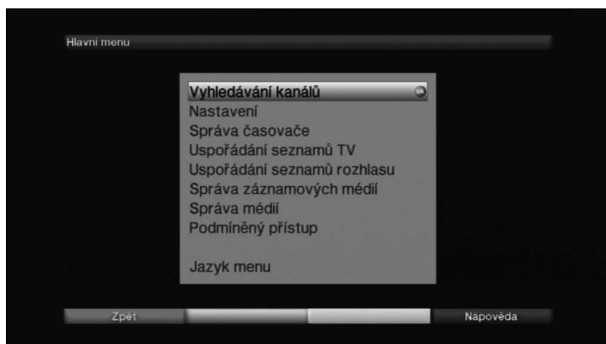 Hlavní menu
Vyhledávání kanálů
Nastavení
Správa časovače
Uspořádání seznamů TV
Uspořádání seznamů rozhlasu
Správa záznamových médií
Správa médií
Podmíněný přístup
Jazyk menu
Zpět
Nápověda